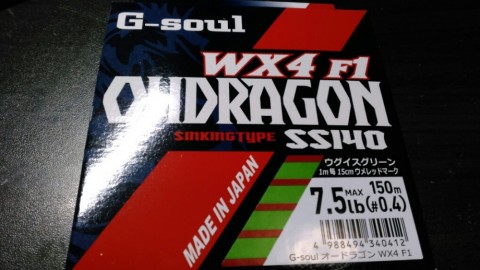 G-soul
WX4 F1
OHDRAGON
SINKINGTYPE SS140
ウグイスグリーン
1m毎15cmウメレッドマーク
7.5lb MAX (#0.4) 150m
MADE IN JAPAN
4 988494 340412
G-soul オードラゴン WX4 F1